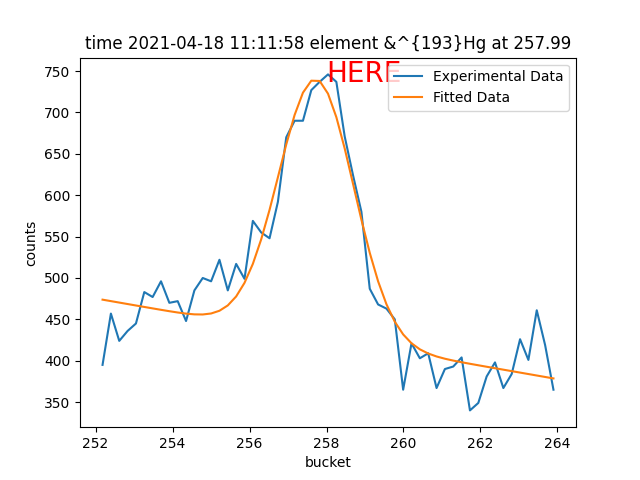 time 2021-04-18 11:11:58 element &^{193}Hg at 257.99
HERE
Experimental Data
Fitted Data
counts
750
700
650
600
550
500
450
400
350
252 254 256 258 260 262 264
bucket